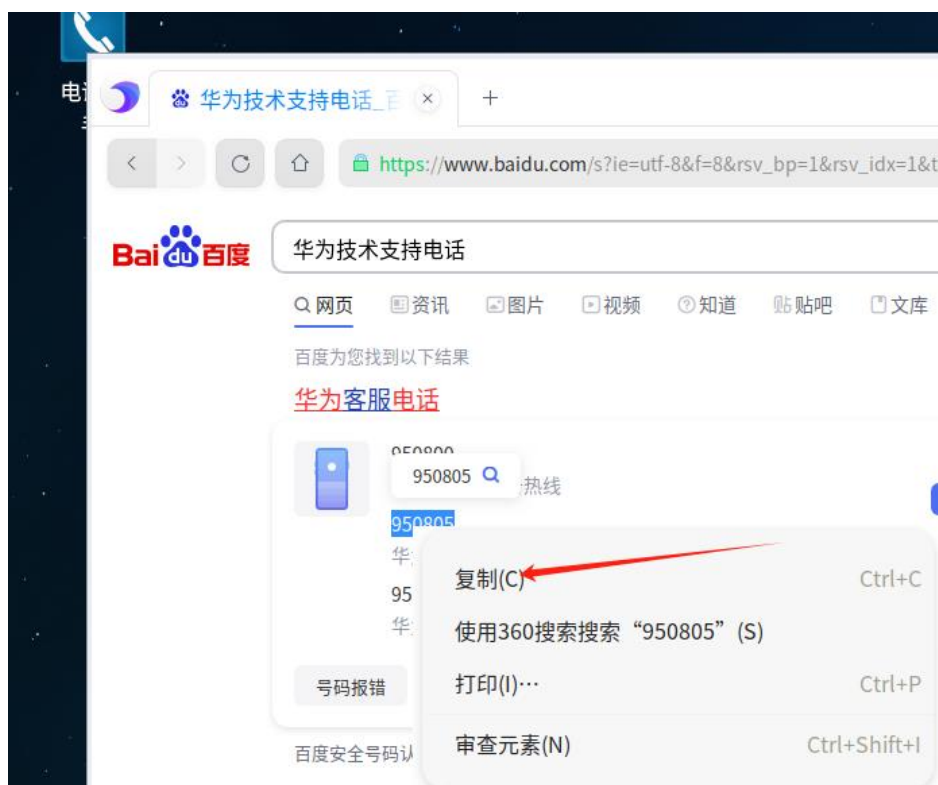 电
华为技术支持电话_百
https://www.baidu.com/s?ie=utf-8&f=8&rsv_bp=1&rsv_idx=1&t
Bai du 百度
华为技术支持电话
网页 资讯 图片 视频 知道 贴吧 文库
百度为您找到以下结果
华为客服电话
950800
950805
热线
950805
华
95
华
号码报错
百度安全号码认
复制(C) Ctrl+C
使用360搜索搜索“950805”(S)
打印(I)… Ctrl+P
审查元素(N) Ctrl+Shift+I